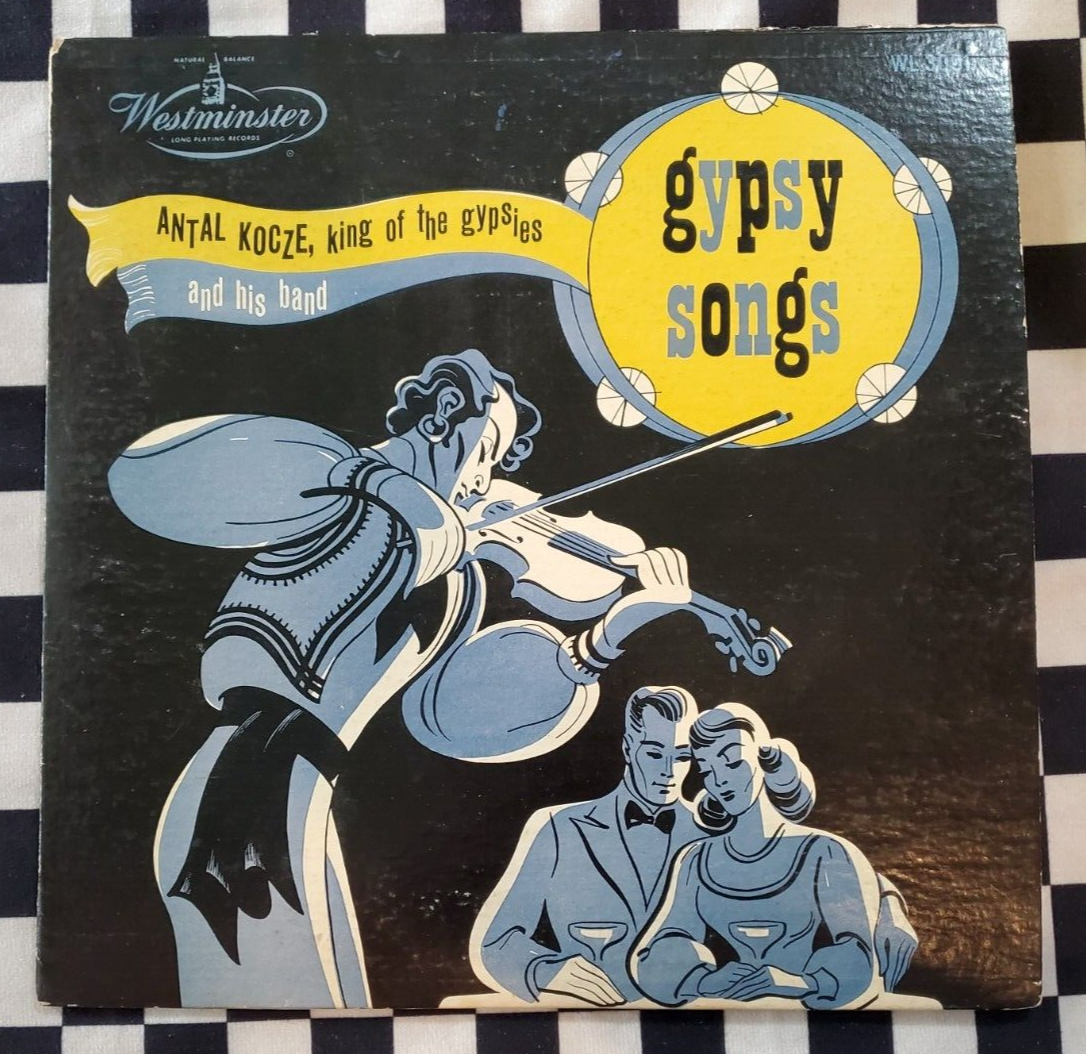 NATURAL BALANCE
Westminster
LONG PLAYING RECORDS
gypsy
songs
ANTAL KOCZE, king of the gypsies
and his band